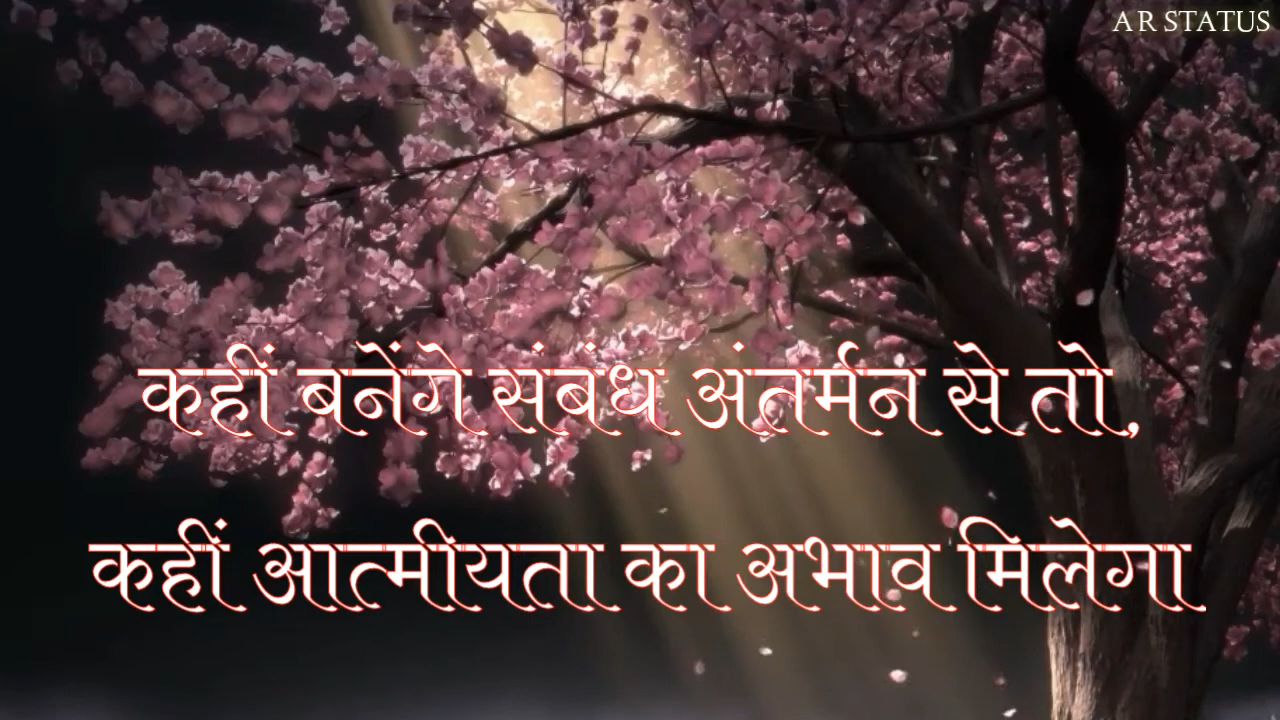 A R STATUS
कहीं बनेंगे संबंध अंतर्मन से तो,
कहीं आत्मीयता का अभाव मिलेगा